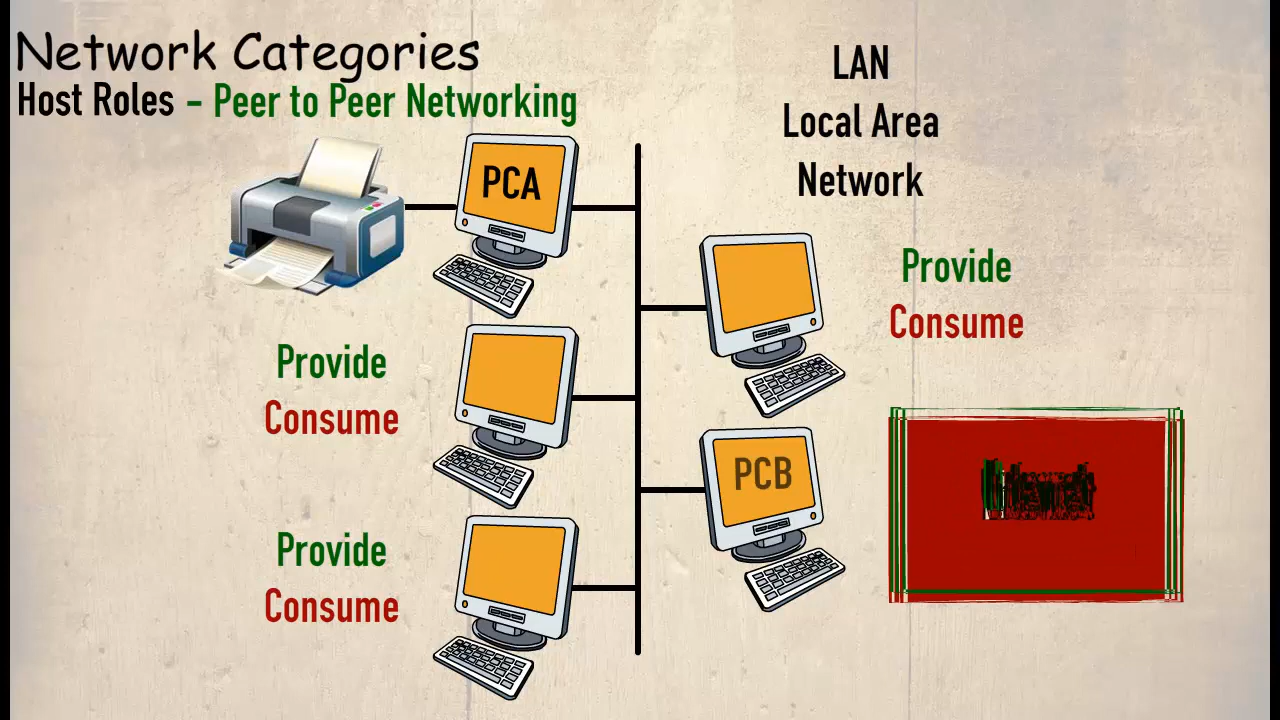 Network Categories
Host Roles - Peer to Peer Networking
LAN
Local Area
Network
PCA
Provide
Consume
Provide
Consume
PCB
Provide
Consume